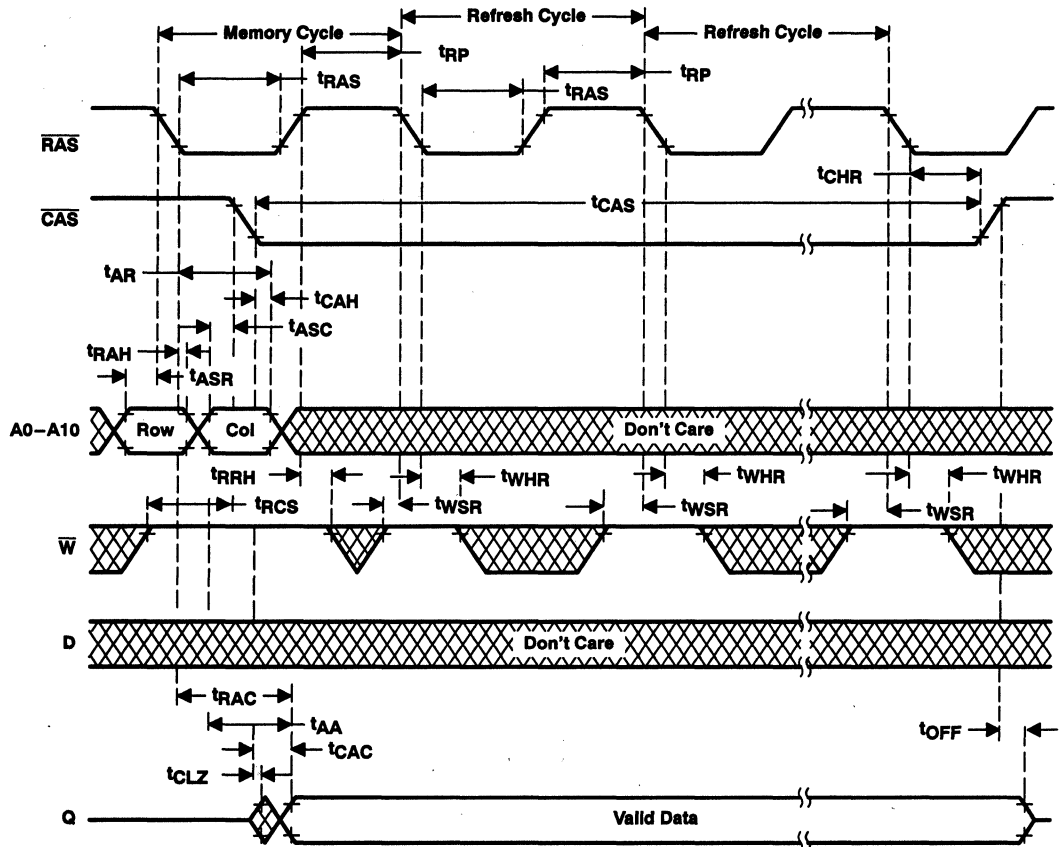 Refresh Cycle
Memory Cycle
Refresh Cycle
tRP
tRP
tRAS
tRAS
RAS
tCHR
tCAS
CAS
tAR
tCAH
tASC
tRAH
tASR
A0–A10
Row
Col
Don't Care
tRRH
tWHR
tWHR
tWHR
tRCS
tWSR
tWSR
tWSR
W
D
Don't Care
tRAC
tAA
tOFF
tCAC
tCLZ
Q
Valid Data